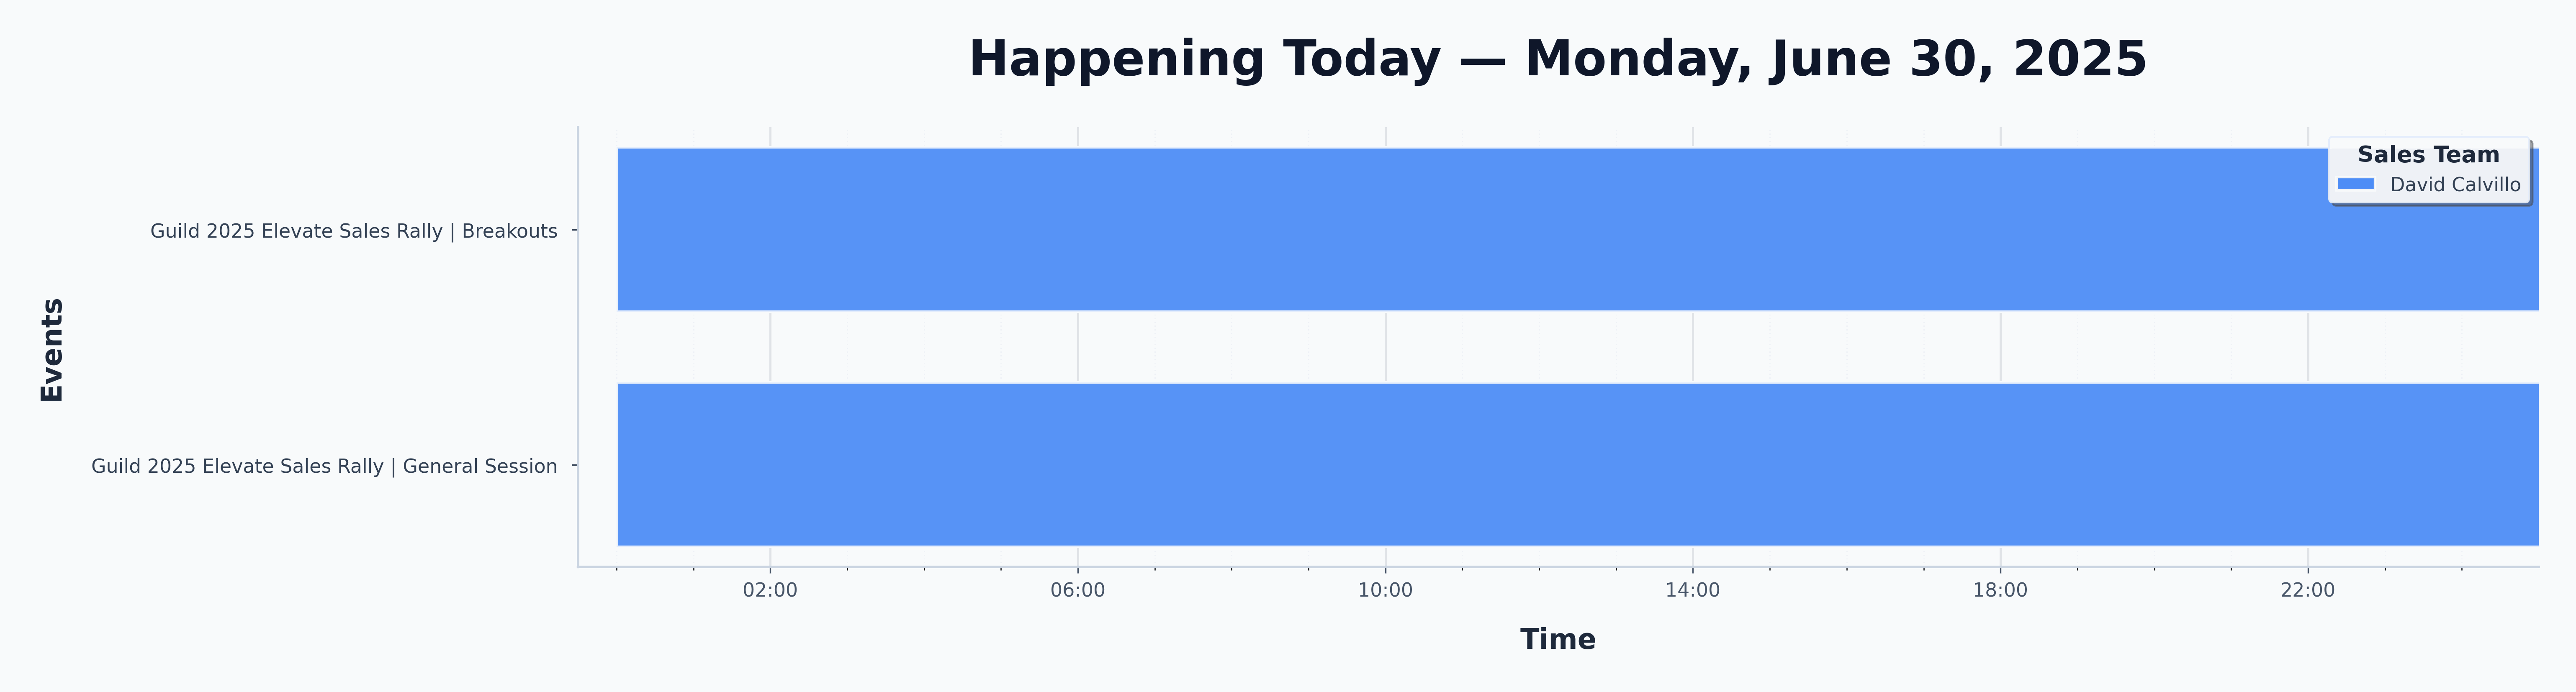 Happening Today — Monday, June 30, 2025
Sales Team
David Calvillo
Guild 2025 Elevate Sales Rally | Breakouts
Events
Guild 2025 Elevate Sales Rally | General Session
02:00 06:00 10:00 14:00 18:00 22:00
Time